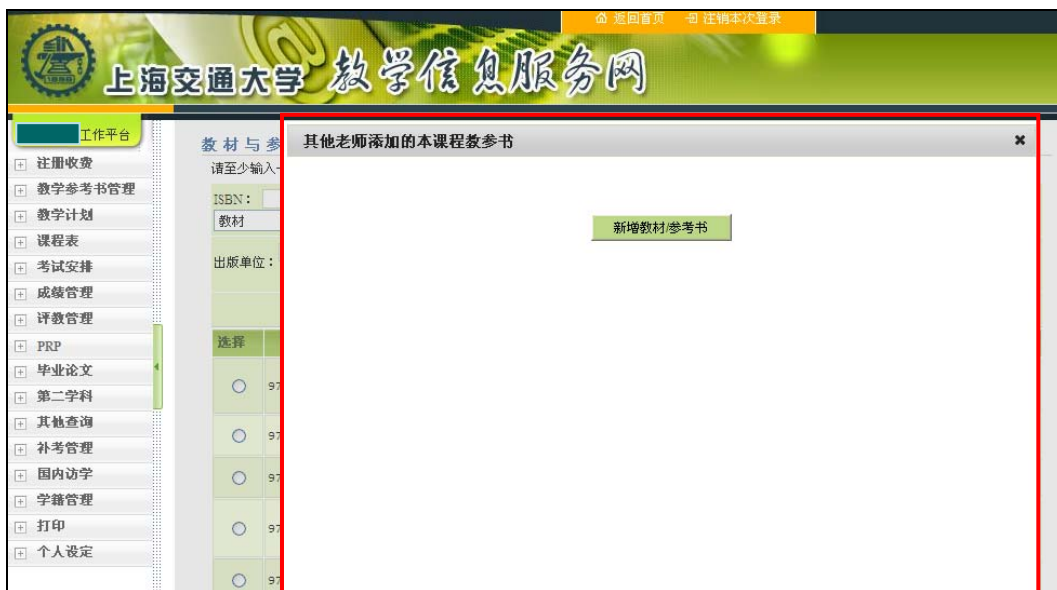 返回首页 注销本次登录
上海交通大学 教学信息服务网
工作平台
注册收费
教学参考书管理
教学计划
课程表
考试安排
成绩管理
评教管理
PRP
毕业论文
第二学科
其他查询
补考管理
国内访学
学籍管理
打印
个人设定
教材与参
请至少输入一
ISBN：
教材
出版单位：
选择
97
97
97
97
97
其他老师添加的本课程教参书
新增教材/参考书